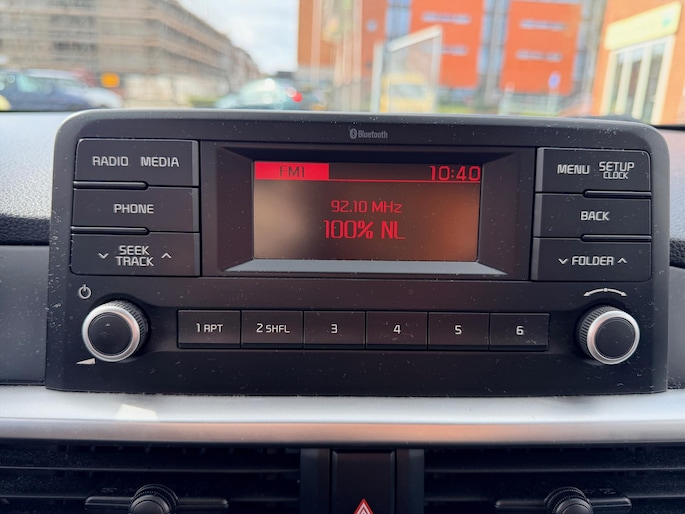 Bluetooth
RADIO MEDIA
PHONE
SEEK
TRACK
FM1 10:40
92.10 MHz
100% NL
MENU SETUP
CLOCK
BACK
FOLDER
1 RPT 2 SHFL 3 4 5 6